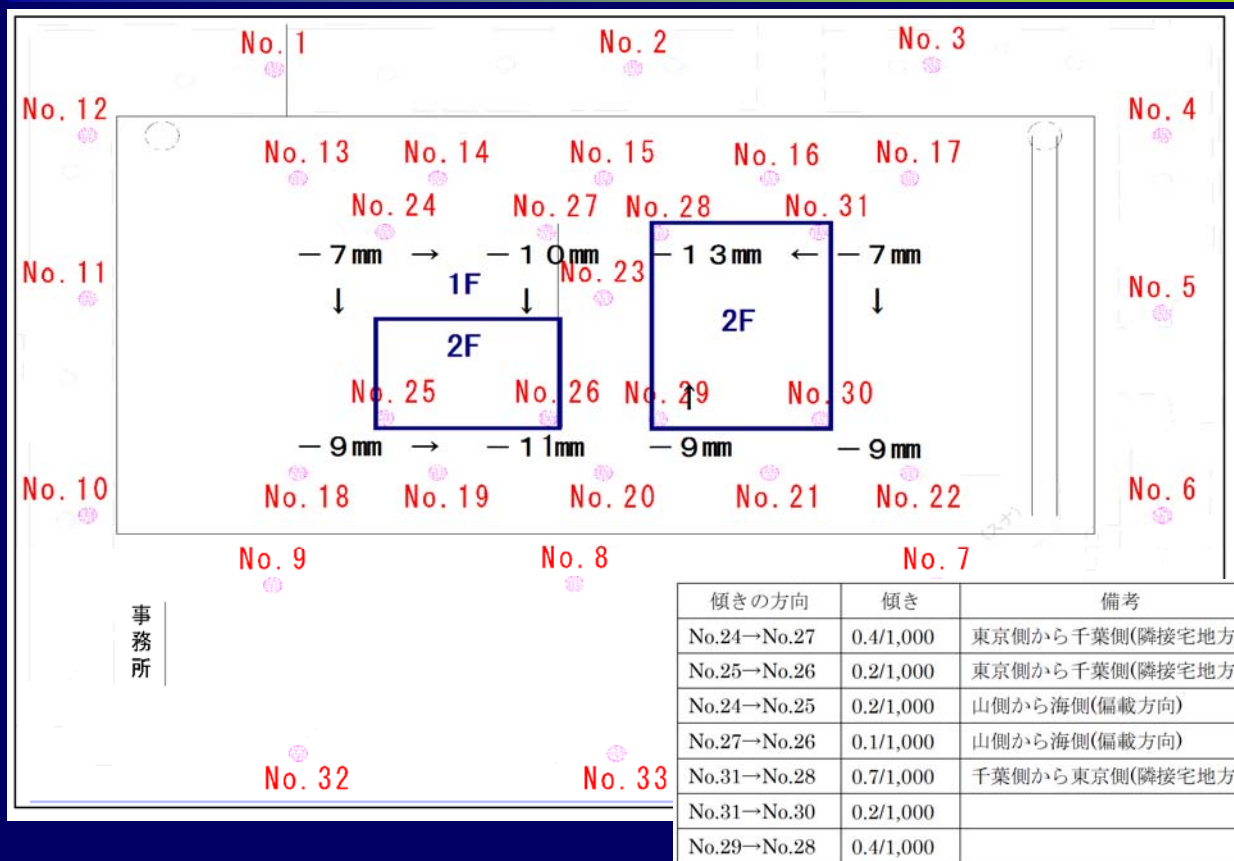 No.1 No.2 No.3
No.12 No.4
No.13 No.14 No.15 No.16 No.17
No.24 No.27 No.28 No.31
－7mm → －10mm －13mm ← －7mm
No.11 No.23 No.5
↓ 1F ↓ ↓
2F 2F
No.25 No.26 No.29 ↑ No.30
－9mm → －11mm －9mm －9mm
No.10 No.18 No.19 No.20 No.21 No.22 No.6
No.9 No.8 No.7
事務所
No.32 No.33
傾きの方向 傾き 備考
No.24→No.27 0.4/1,000 東京側から千葉側(隣接宅地方
No.25→No.26 0.2/1,000 東京側から千葉側(隣接宅地方
No.24→No.25 0.2/1,000 山側から海側(偏載方向)
No.27→No.26 0.1/1,000 山側から海側(偏載方向)
No.31→No.28 0.7/1,000 千葉側から東京側(隣接宅地方
No.31→No.30 0.2/1,000
No.29→No.28 0.4/1,000